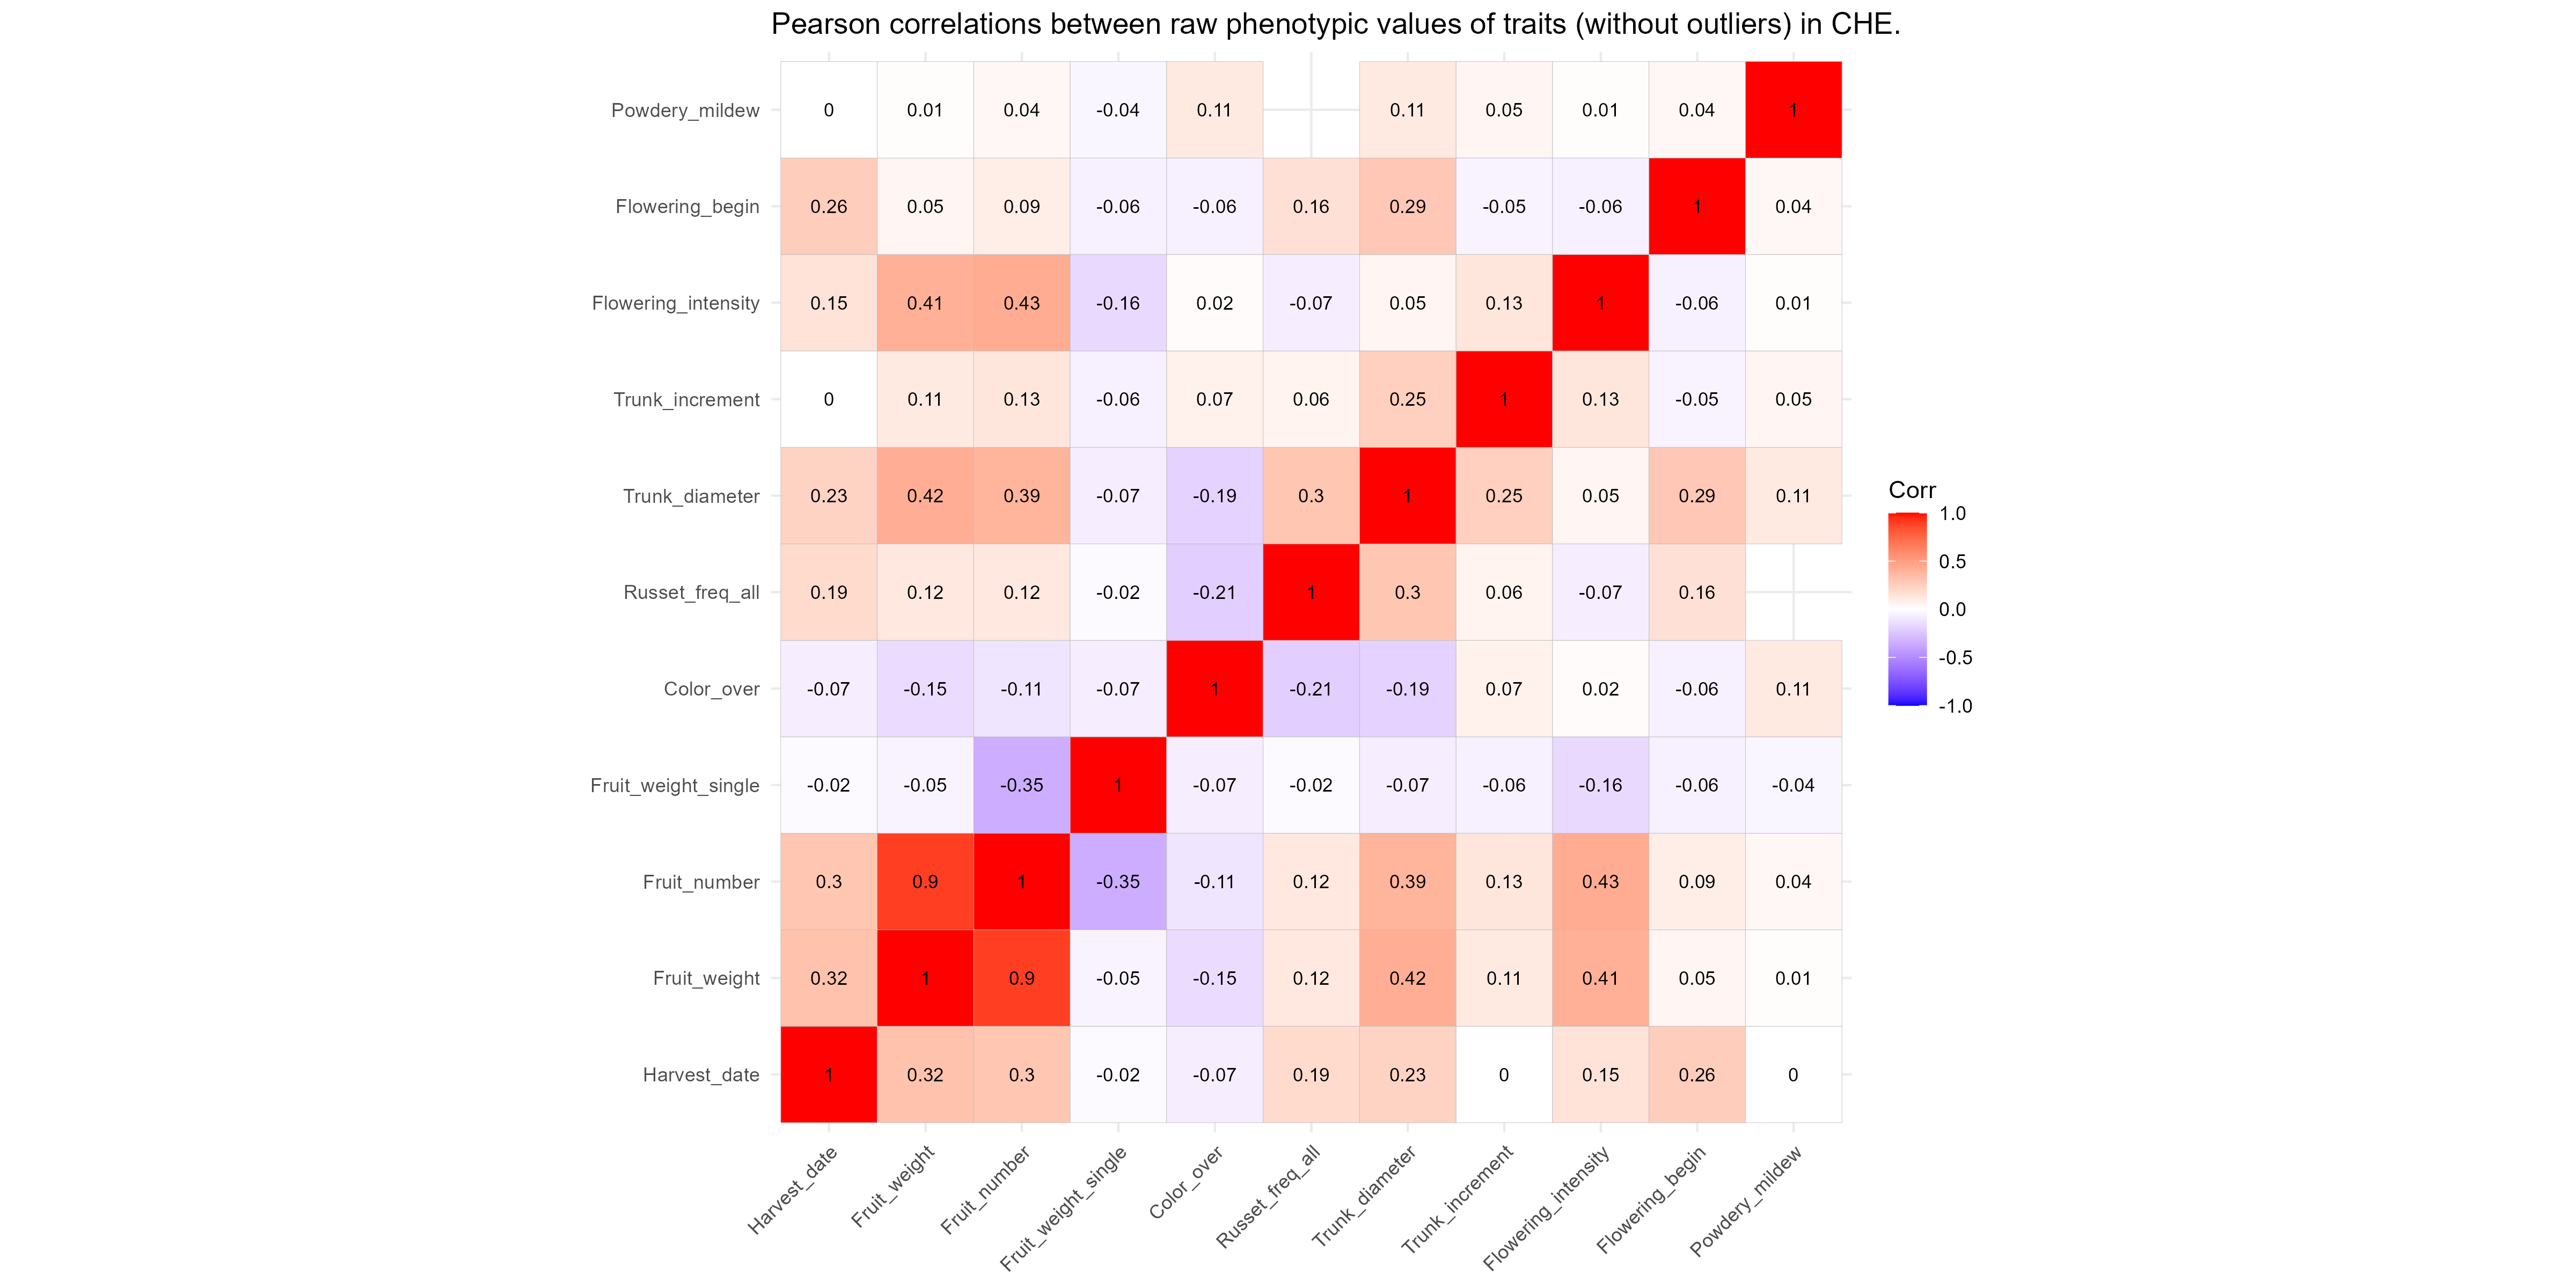 Pearson correlations between raw phenotypic values of traits (without outliers) in CHE.
Powdery_mildew 0 0.01 0.04 -0.04 0.11 0.11 0.05 0.01 0.04 1
Flowering_begin 0.26 0.05 0.09 -0.06 -0.06 0.16 0.29 -0.05 -0.06 1 0.04
Flowering_intensity 0.15 0.41 0.43 -0.16 0.02 -0.07 0.05 0.13 1 -0.06 0.01
Trunk_increment 0 0.11 0.13 -0.06 0.07 0.06 0.25 1 0.13 -0.05 0.05
Trunk_diameter 0.23 0.42 0.39 -0.07 -0.19 0.3 1 0.25 0.05 0.29 0.11
Russet_freq_all 0.19 0.12 0.12 -0.02 -0.21 1 0.3 0.06 -0.07 0.16
Color_over -0.07 -0.15 -0.11 -0.07 1 -0.21 -0.19 0.07 0.02 -0.06 0.11
Fruit_weight_single -0.02 -0.05 -0.35 1 -0.07 -0.02 -0.07 -0.06 -0.16 -0.06 -0.04
Fruit_number 0.3 0.9 1 -0.35 -0.11 0.12 0.39 0.13 0.43 0.09 0.04
Fruit_weight 0.32 1 0.9 -0.05 -0.15 0.12 0.42 0.11 0.41 0.05 0.01
Harvest_date 1 0.32 0.3 -0.02 -0.07 0.19 0.23 0 0.15 0.26 0
Harvest_date Fruit_weight Fruit_number Fruit_weight_single Color_over Russet_freq_all Trunk_diameter Trunk_increment Flowering_intensity Flowering_begin Powdery_mildew
Corr
1.0
0.5
0.0
-0.5
-1.0